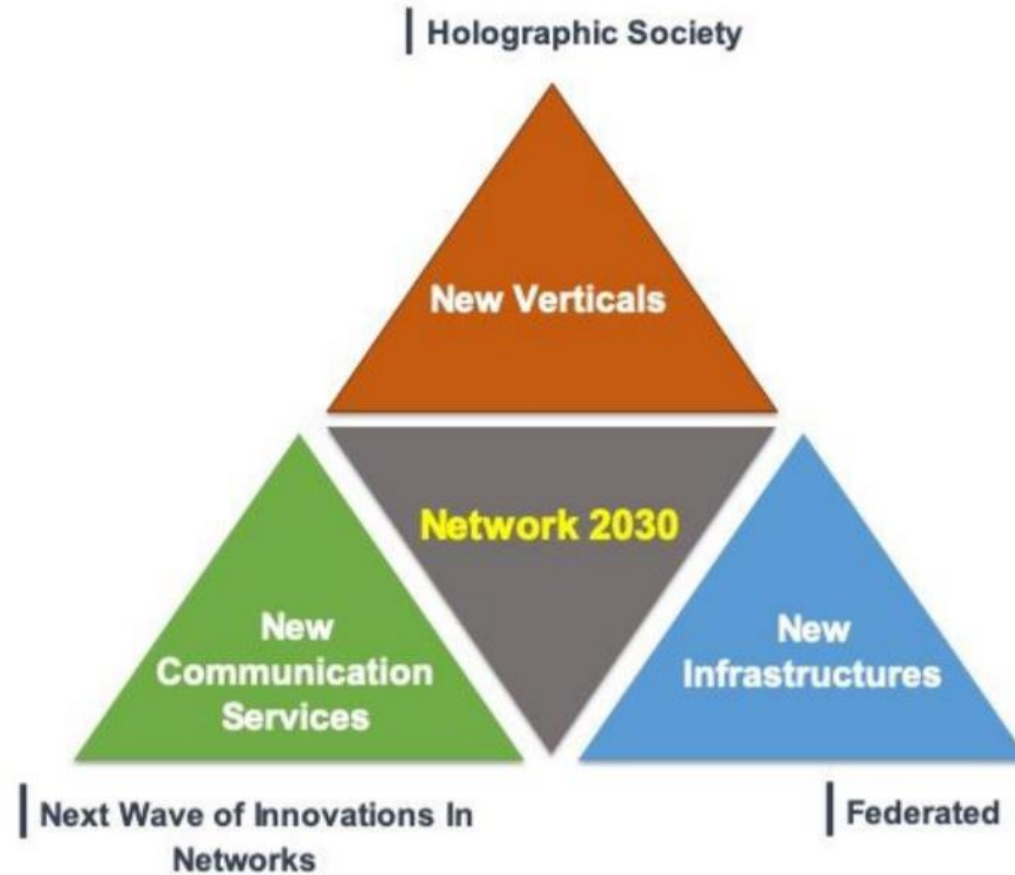 Holographic Society
New Verticals
Network 2030
New
Communication
Services
New
Infrastructures
Next Wave of Innovations In
Networks
Federated